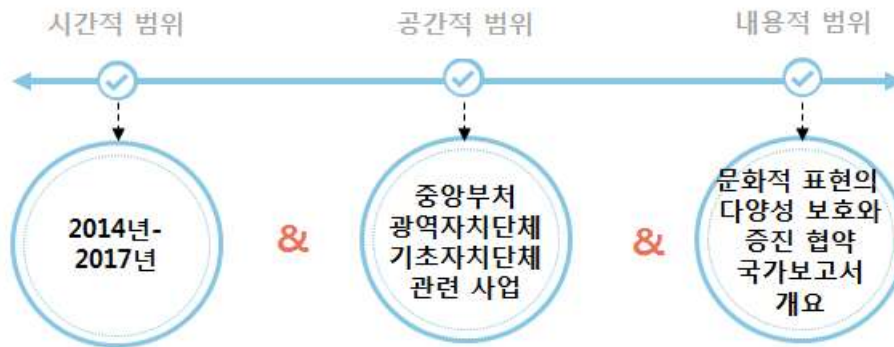 시간적 범위
공간적 범위
내용적 범위
2014년-
2017년
&
중앙부처
광역자치단체
기초자치단체
관련 사업
&
문화적 표현의
다양성 보호와
증진 협약
국가보고서
개요